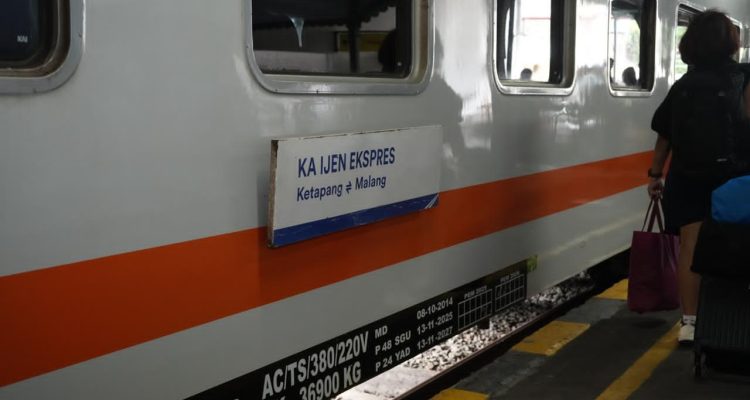 KA IJEN EKSPRES
Ketapang ⇄ Malang
AC/TS/380/220V
36900 KG
MD 08-10-2014
P 48 SGU 13-11-2025
P 24 YAD 13-11-2027